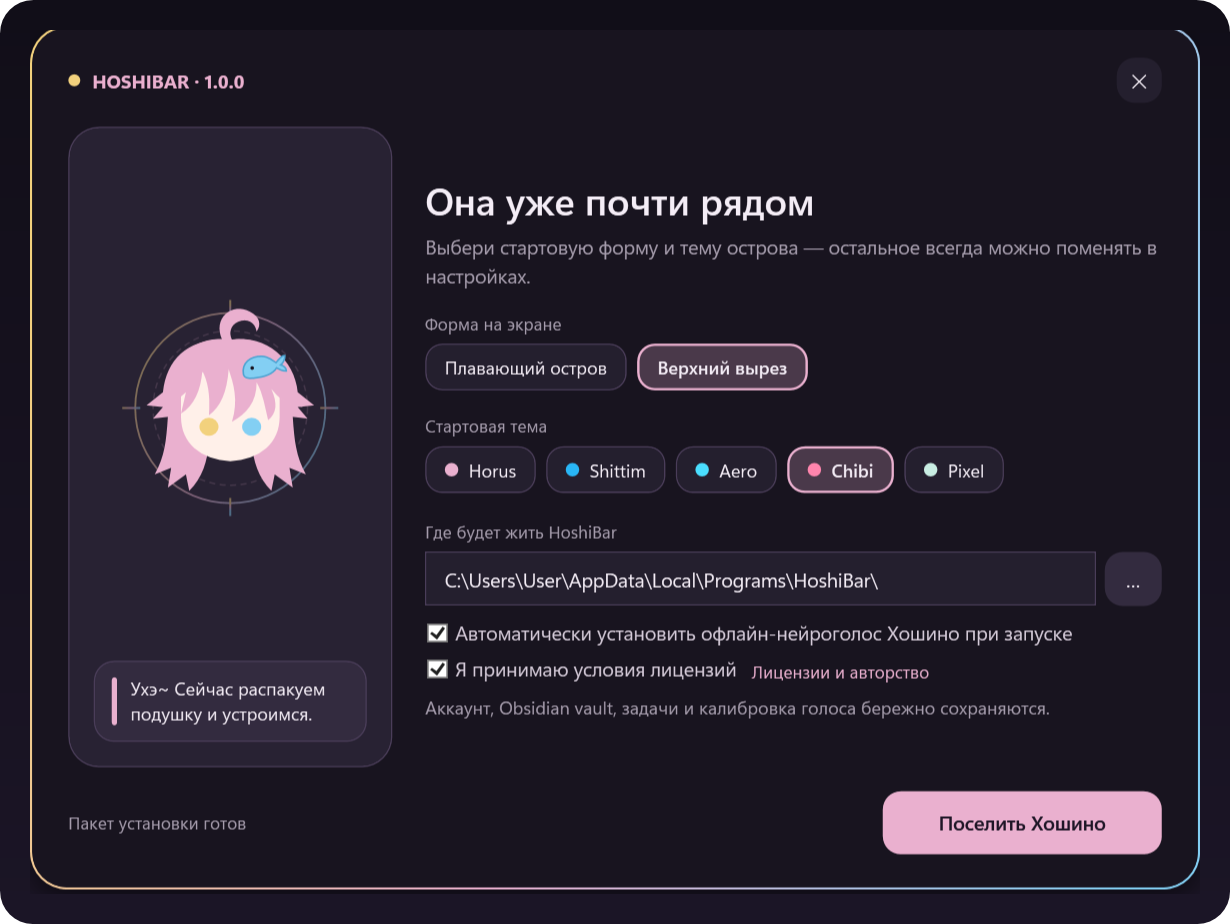 HOSHIBAR · 1.0.0
Она уже почти рядом
Выбери стартовую форму и тему острова — остальное всегда можно поменять в
настройках.
Форма на экране
Плавающий остров
Верхний вырез
Стартовая тема
Horus
Shittim
Aero
Chibi
Pixel
Где будет жить HoshiBar
C:\Users\User\AppData\Local\Programs\HoshiBar\
...
Автоматически установить офлайн-нейроголос Хошино при запуске
Я принимаю условия лицензий Лицензии и авторство
Аккаунт, Obsidian vault, задачи и калибровка голоса бережно сохраняются.
Ухэ~ Сейчас распакуем
подушку и устроимся.
Пакет установки готов
Поселить Хошино